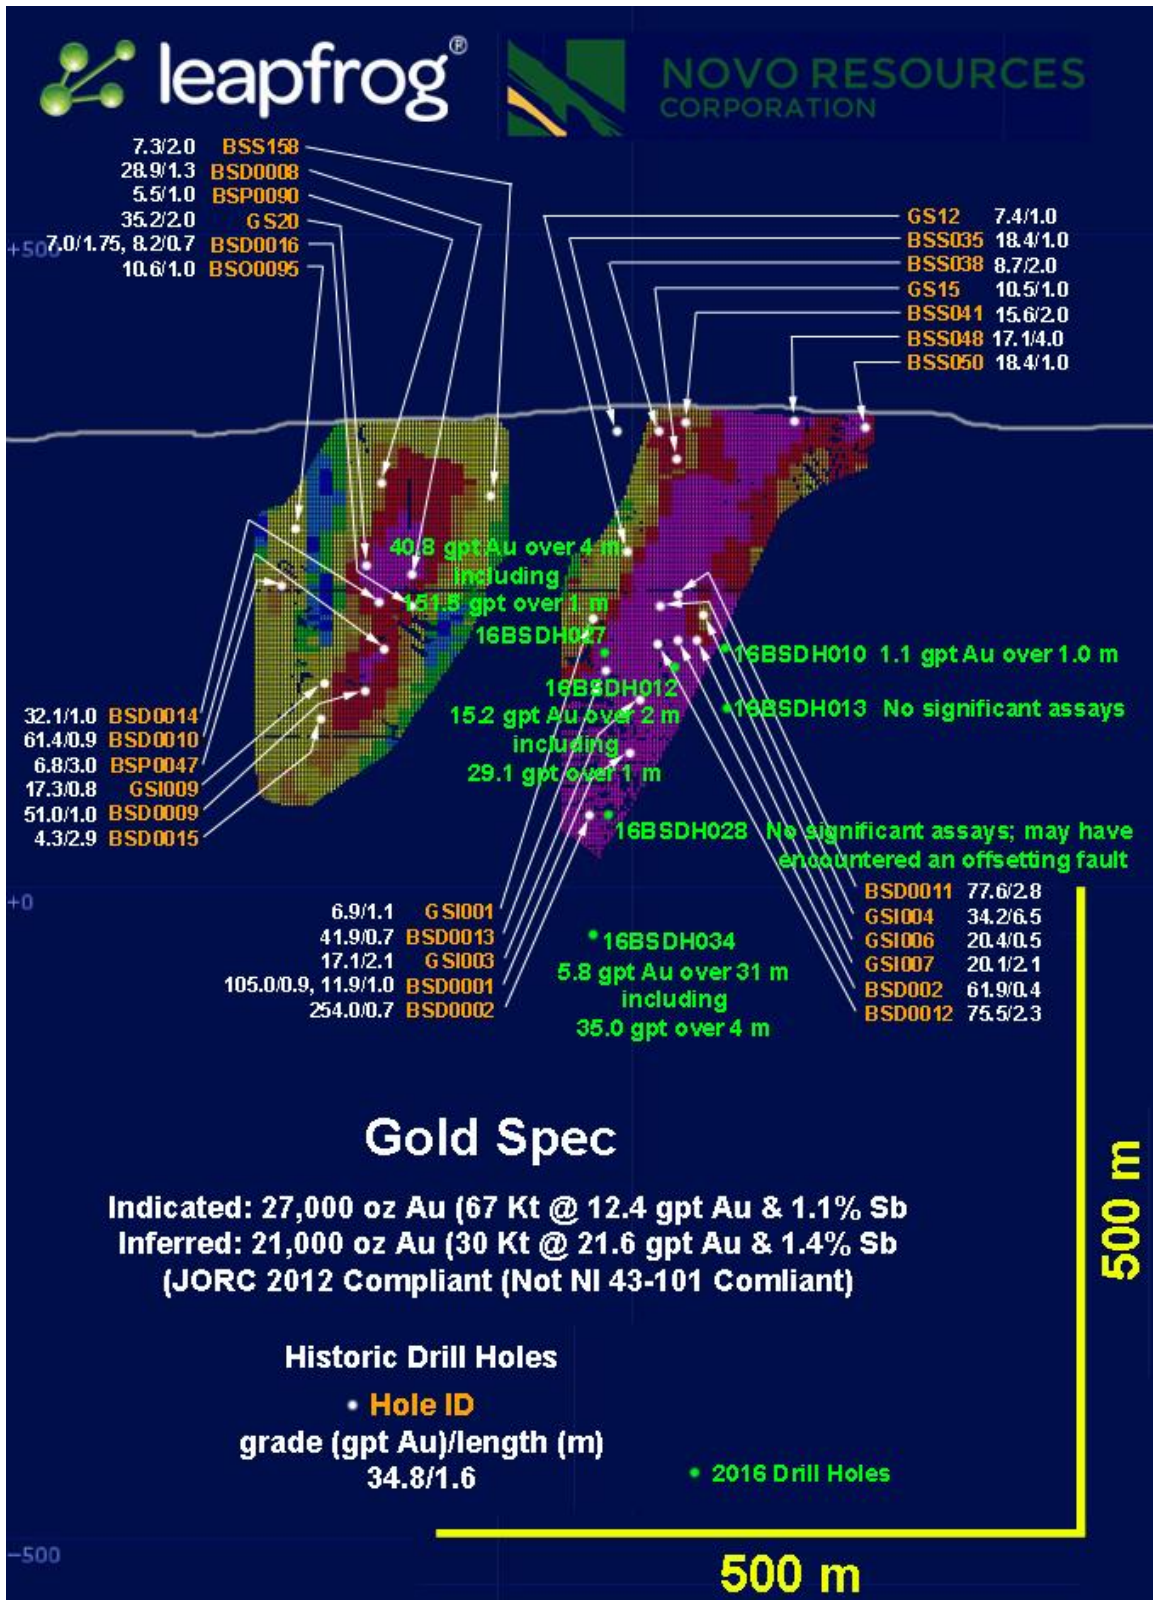 leapfrog®
NOVO RESOURCES
CORPORATION
7.3/2.0 BSS158
28.9/1.3 BSD0008
5.5/1.0 BSP0090
35.2/2.0 GS20
7.0/1.75, 8.2/0.7 BSD0016
10.6/1.0 BSO0095
+500
GS12 7.4/1.0
BSS035 18.4/1.0
BSS038 8.7/2.0
GS15 10.5/1.0
BSS041 15.6/2.0
BSS048 17.1/4.0
BSS050 18.4/1.0
40.8 gpt Au over 4 m
including
151.5 gpt over 1 m
16BSDH027
16BSDH010 1.1 gpt Au over 1.0 m
16BSDH012
15.2 gpt Au over 2 m
including
29.1 gpt over 1 m
16BSDH013 No significant assays
32.1/1.0 BSD0014
61.4/0.9 BSD0010
6.8/3.0 BSP0047
17.3/0.8 GSI009
51.0/1.0 BSD0009
4.3/2.9 BSD0015
16BSDH028 No significant assays; may have
encountered an offsetting fault
+0
6.9/1.1 GSI001
41.9/0.7 BSD0013
17.1/2.1 GSI003
105.0/0.9, 11.9/1.0 BSD0001
254.0/0.7 BSD0002
16BSDH034
5.8 gpt Au over 31 m
including
35.0 gpt over 4 m
BSD0011 77.6/2.8
GSI004 34.2/6.5
GSI006 20.4/0.5
GSI007 20.1/2.1
BSD002 61.9/0.4
BSD0012 75.5/2.3
Gold Spec
Indicated: 27,000 oz Au (67 Kt @ 12.4 gpt Au & 1.1% Sb
Inferred: 21,000 oz Au (30 Kt @ 21.6 gpt Au & 1.4% Sb
(JORC 2012 Compliant (Not NI 43-101 Comliant)
500 m
Historic Drill Holes
Hole ID
grade (gpt Au)/length (m)
34.8/1.6
2016 Drill Holes
-500
500 m